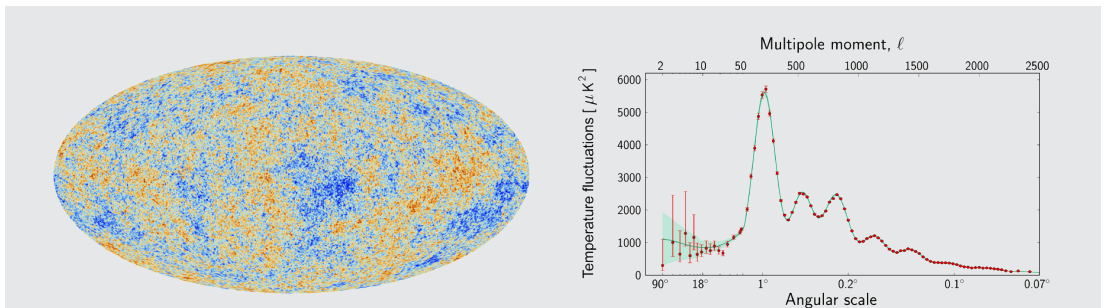 Multipole moment, ℓ
2 10 50 500 1000 1500 2000 2500
Temperature fluctuations [ μ K² ]
6000
5000
4000
3000
2000
1000
0
90° 18° 1° 0.2° 0.1° 0.07°
Angular scale